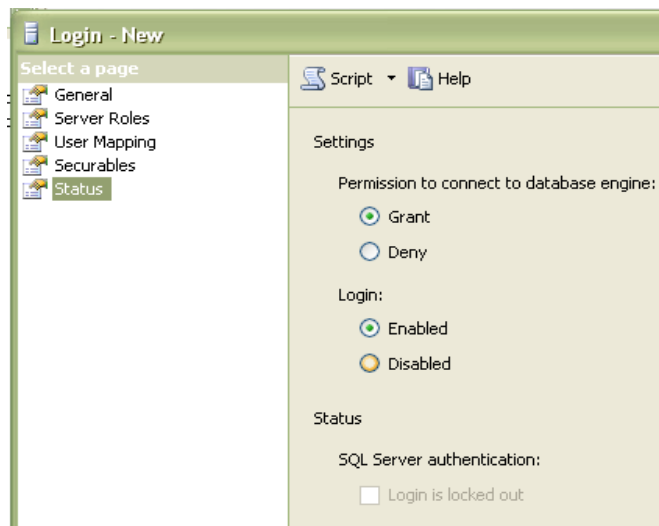 Login - New
Select a page
General
Server Roles
User Mapping
Securables
Status
Script Help
Settings
Permission to connect to database engine:
Grant
Deny
Login:
Enabled
Disabled
Status
SQL Server authentication:
Login is locked out